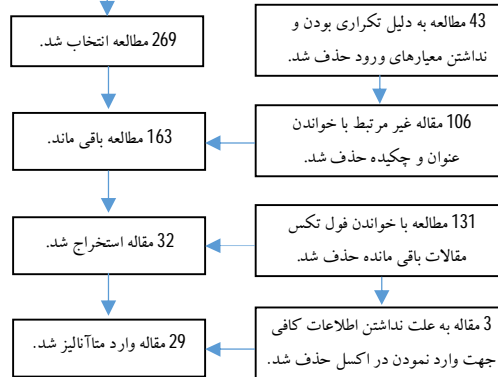 43 مطالعه به دلیل تکراری بودن و
نداشتن معیارهای ورود حذف شد.
269 مطالعه انتخاب شد.
106 مقاله غیر مرتبط با خواندن
عنوان و چکیده حذف شد.
163 مطالعه باقی ماند.
131 مطالعه با خواندن فول تکس
مقالات باقی مانده حذف شد.
32 مقاله استخراج شد.
3 مقاله به علت نداشتن اطلاعات کافی
جهت وارد نمودن در اکسل حذف شد.
29 مقاله وارد متاآنالیز شد.